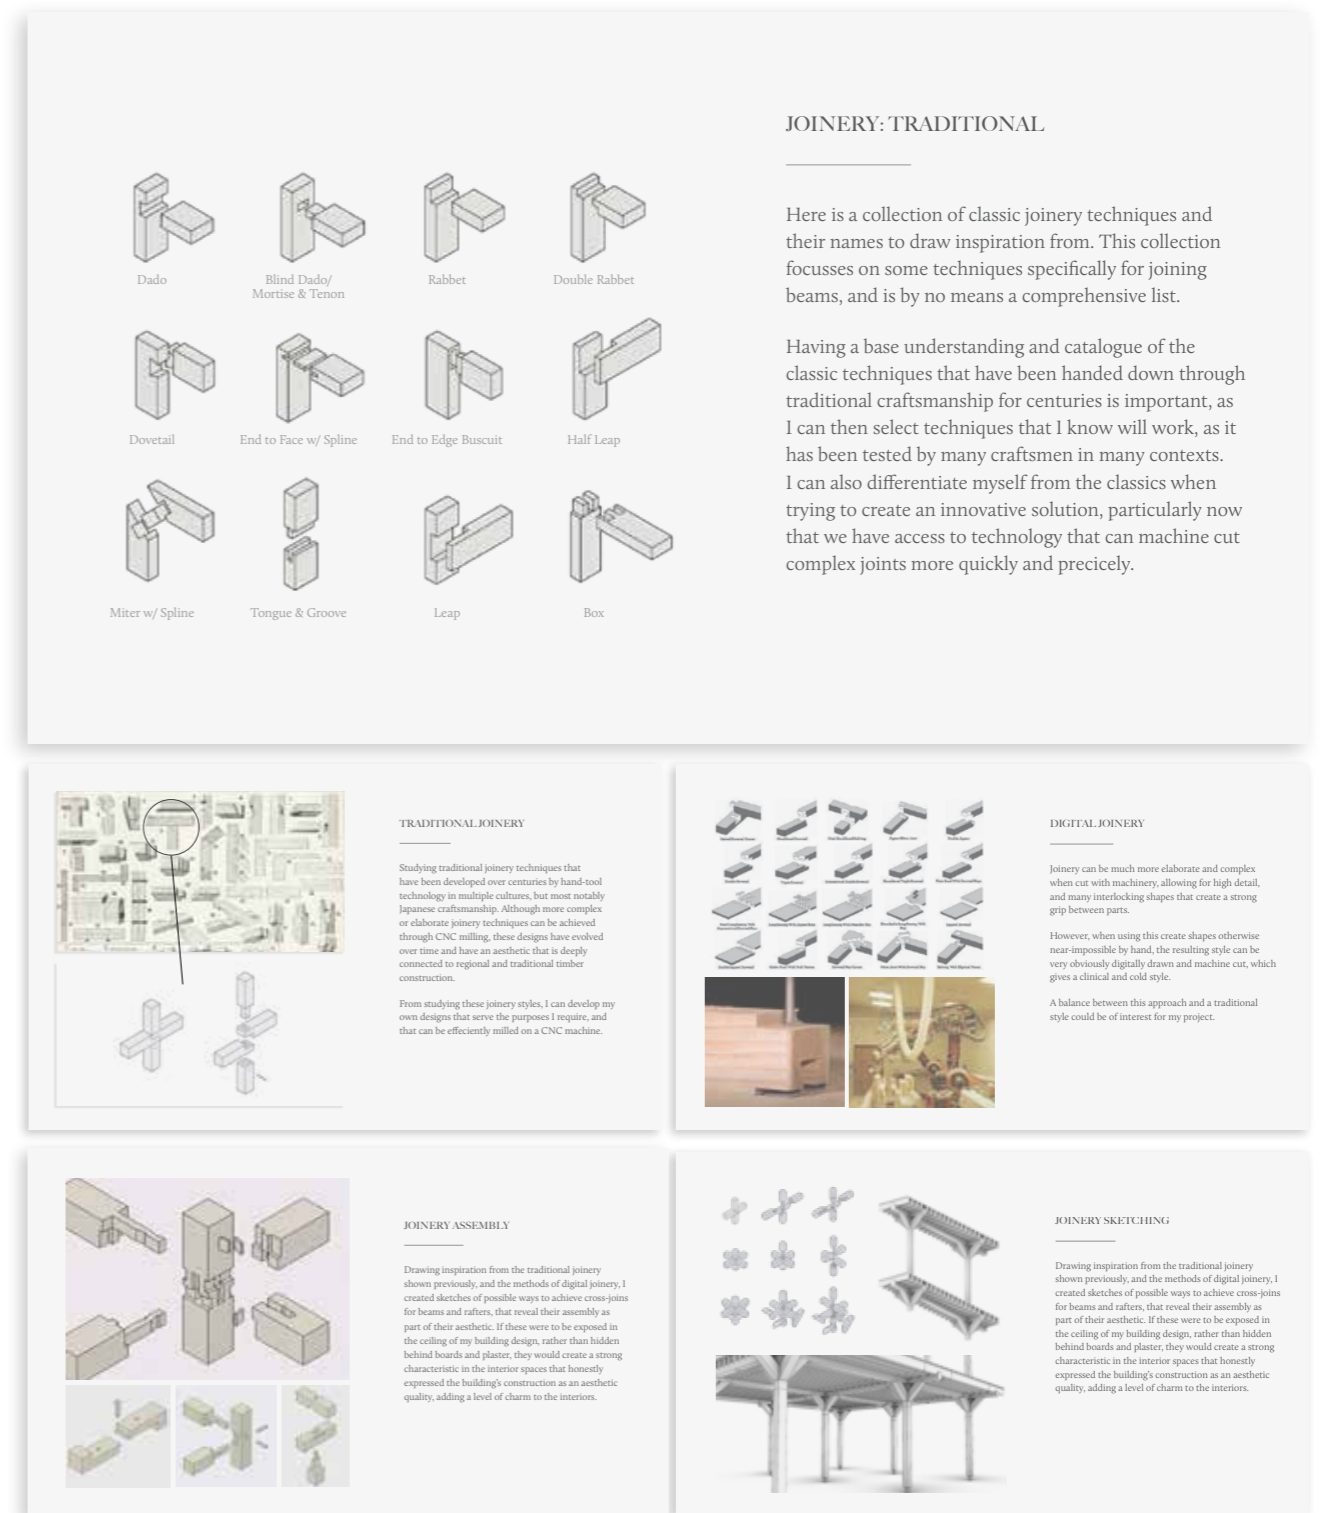 JOINERY: TRADITIONAL
Here is a collection of classic joinery techniques and
their names to draw inspiration from. This collection
focusses on some techniques specifically for joining
beams, and is by no means a comprehensive list.
Having a base understanding and catalogue of the
classic techniques that have been handed down through
traditional craftsmanship for centuries is important, as
I can then select techniques that I know will work, as it
has been tested by many craftsmen in many contexts.
I can also differentiate myself from the classics when
trying to create an innovative solution, particularly now
that we have access to technology that can machine cut
complex joints more quickly and precicely.
Dado
Blind Dado/
Mortise & Tenon
Rabbet
Double Rabbet
Dovetail
End to Face w/ Spline
End to Edge Buscuit
Half Leap
Miter w/ Spline
Tongue & Groove
Leap
Box
TRADITIONAL JOINERY
Studying traditional joinery techniques that
have been developed over centuries by hand-tool
technology in multiple cultures, but most notably
Japanese craftsmanship. Although more complex
or elaborate joinery techniques can be achieved
through CNC milling, these designs have evolved
over time and have an aesthetic that is deeply
connected to regional and traditional timber
construction.
From studying these joinery styles, I can develop my
own designs that serve the purposes I require, and
that can be effeciently milled on a CNC machine.
DIGITAL JOINERY
Joinery can be much more elaborate and complex
when cut with machinery, allowing for high detail,
and many interlocking shapes that create a strong
grip between parts.
However, when using this create shapes otherwise
near-impossible by hand, the resulting style can be
very obviously digitally drawn and machine cut, which
gives a clinical and cold style.
A balance between this approach and a traditional
style could be of interest for my project.
JOINERY ASSEMBLY
Drawing inspiration from the traditional joinery
shown previously, and the methods of digital joinery, I
created sketches of possible ways to achieve cross-joins
for beams and rafters, that reveal their assembly as
part of their aesthetic. If these were to be exposed in
the ceiling of my building design, rather than hidden
behind boards and plaster, they would create a strong
characteristic in the interior spaces that honestly
expressed the building's construction as an aesthetic
quality, adding a level of charm to the interiors.
JOINERY SKETCHING
Drawing inspiration from the traditional joinery
shown previously, and the methods of digital joinery, I
created sketches of possible ways to achieve cross-joins
for beams and rafters, that reveal their assembly as
part of their aesthetic. If these were to be exposed in
the ceiling of my building design, rather than hidden
behind boards and plaster, they would create a strong
characteristic in the interior spaces that honestly
expressed the building's construction as an aesthetic
quality, adding a level of charm to the interiors.